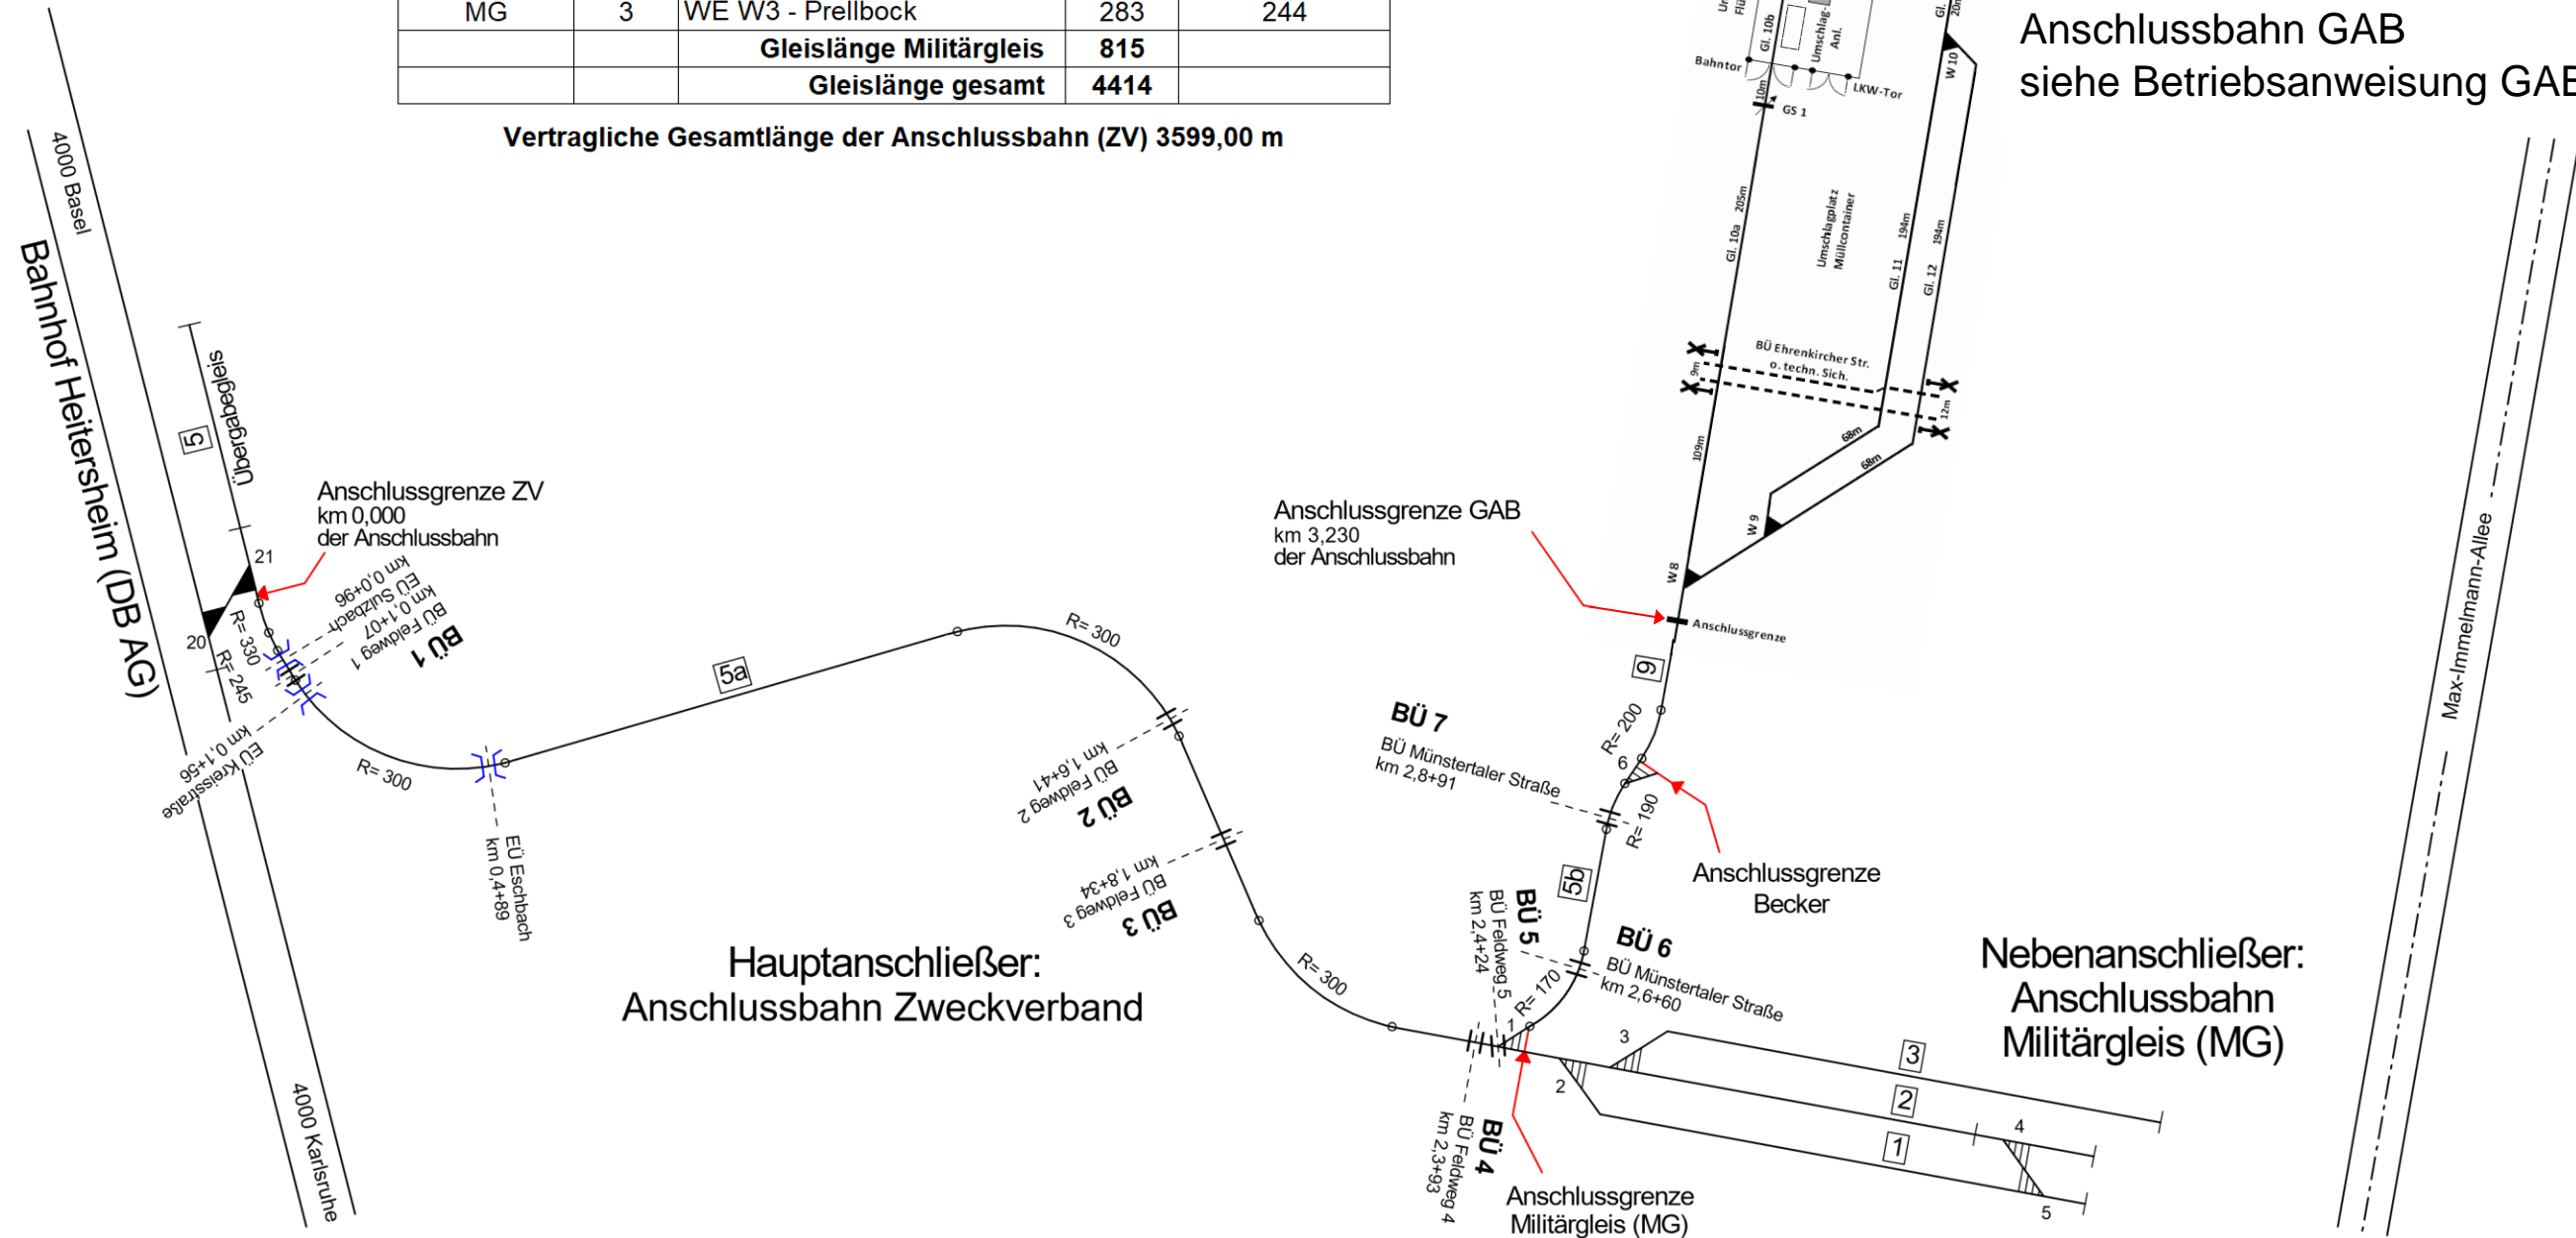 MG 3 WE W3 - Prellbock 283 244
Gleislänge Militärgleis 815
Gleislänge gesamt 4414
Vertragliche Gesamtlänge der Anschlussbahn (ZV) 3599,00 m
Anschlussbahn GAB
siehe Betriebsanweisung GAB
4000 Basel
Bahnhof Heitersheim (DB AG)
4000 Karlsruhe
5
Übergabegleis
21
20
R= 330
R= 245
Anschlussgrenze ZV
km 0,000
der Anschlussbahn
km 0,0+96
EÜ Sulzbach
km 0,1+07
BÜ Feldweg 1
BÜ 1
EÜ Kreisstraße
km 0,1+56
R= 300
EÜ Eschbach
km 0,4+89
5a
R= 300
BÜ 2
BÜ Feldweg 2
km 1,6+41
BÜ 3
BÜ Feldweg 3
km 1,8+34
R= 300
Hauptanschließer:
Anschlussbahn Zweckverband
BÜ 4
BÜ Feldweg 4
km 2,3+93
BÜ 5
BÜ Feldweg 5
km 2,4+24
1
R= 170
BÜ 6
BÜ Münstertaler Straße
km 2,6+60
5b
BÜ 7
BÜ Münstertaler Straße
km 2,8+91
R= 190
6
R= 200
9
Anschlussgrenze
Becker
Anschlussgrenze
Militärgleis (MG)
2
3
3
2
1
4
5
Nebenanschließer:
Anschlussbahn
Militärgleis (MG)
Max-Immelmann-Allee
Anschlussgrenze GAB
km 3,230
der Anschlussbahn
Anschlussgrenze
W 8
W 9
68m
68m
109m
9m
12m
BÜ Ehrenkircher Str.
o. techn. Sich.
Gl. 10a 205m
Umschlagplatz
Müllcontainer
Gl. 11 194m
Gl. 12 194m
W 10
GS 1
10m
Bahntor
LKW-Tor
Gl. 10b
Umschlag-
Anl.
Gl.